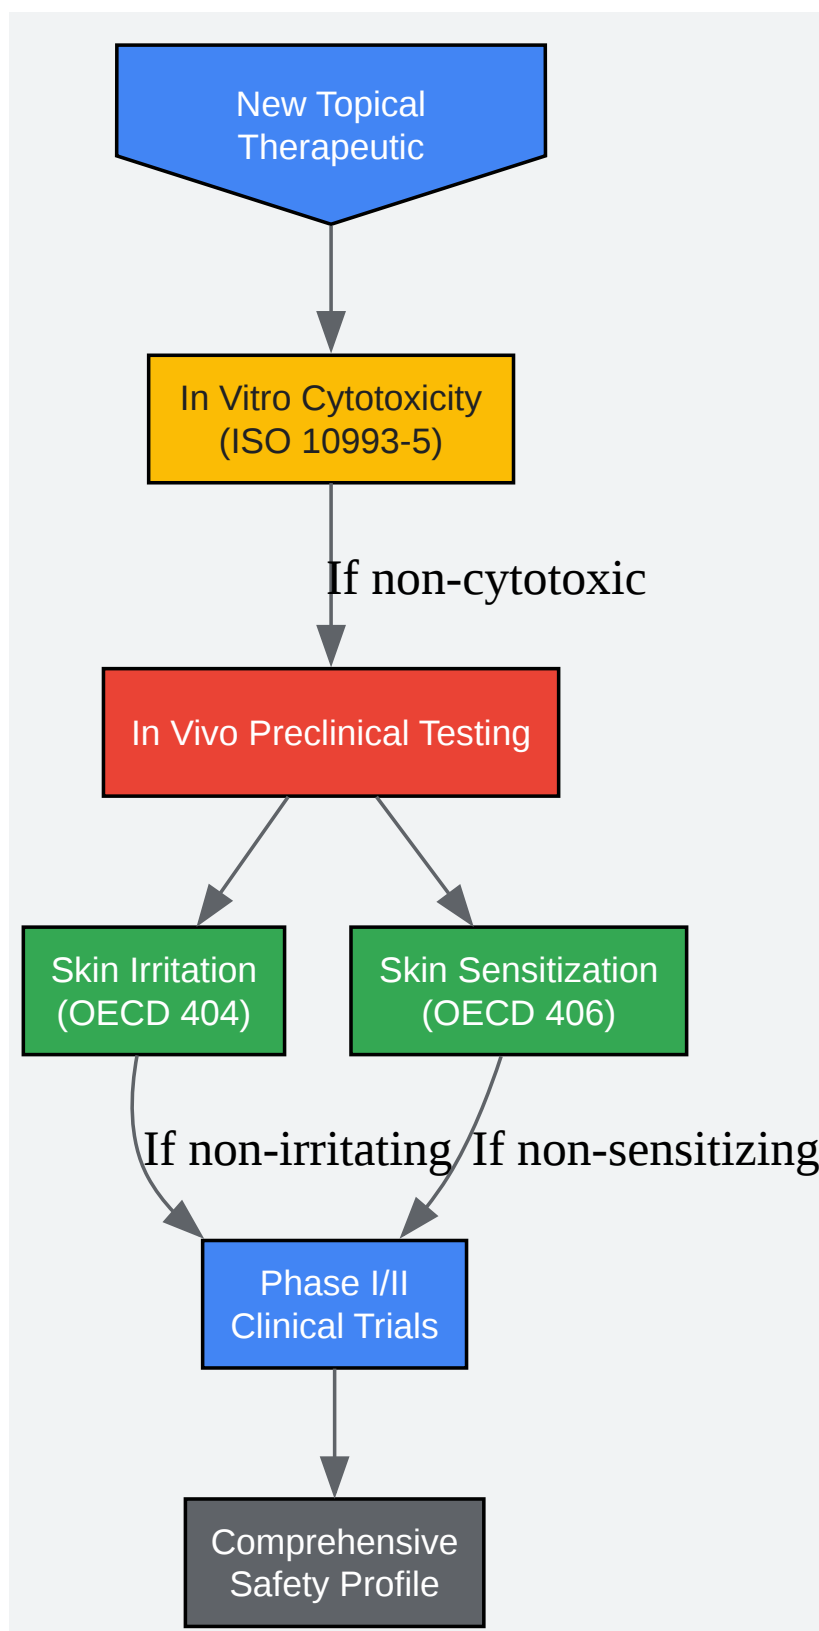 New Topical
Therapeutic
In Vitro Cytotoxicity
(ISO 10993-5)
If non-cytotoxic
In Vivo Preclinical Testing
Skin Irritation
(OECD 404)
Skin Sensitization
(OECD 406)
If non-irritating
If non-sensitizing
Phase I/II
Clinical Trials
Comprehensive
Safety Profile